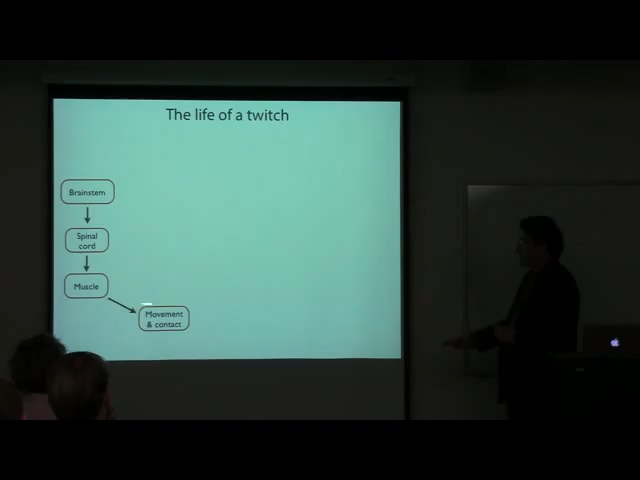 The life of a twitch
Brainstem
Spinal
cord
Muscle
Movement
& contact